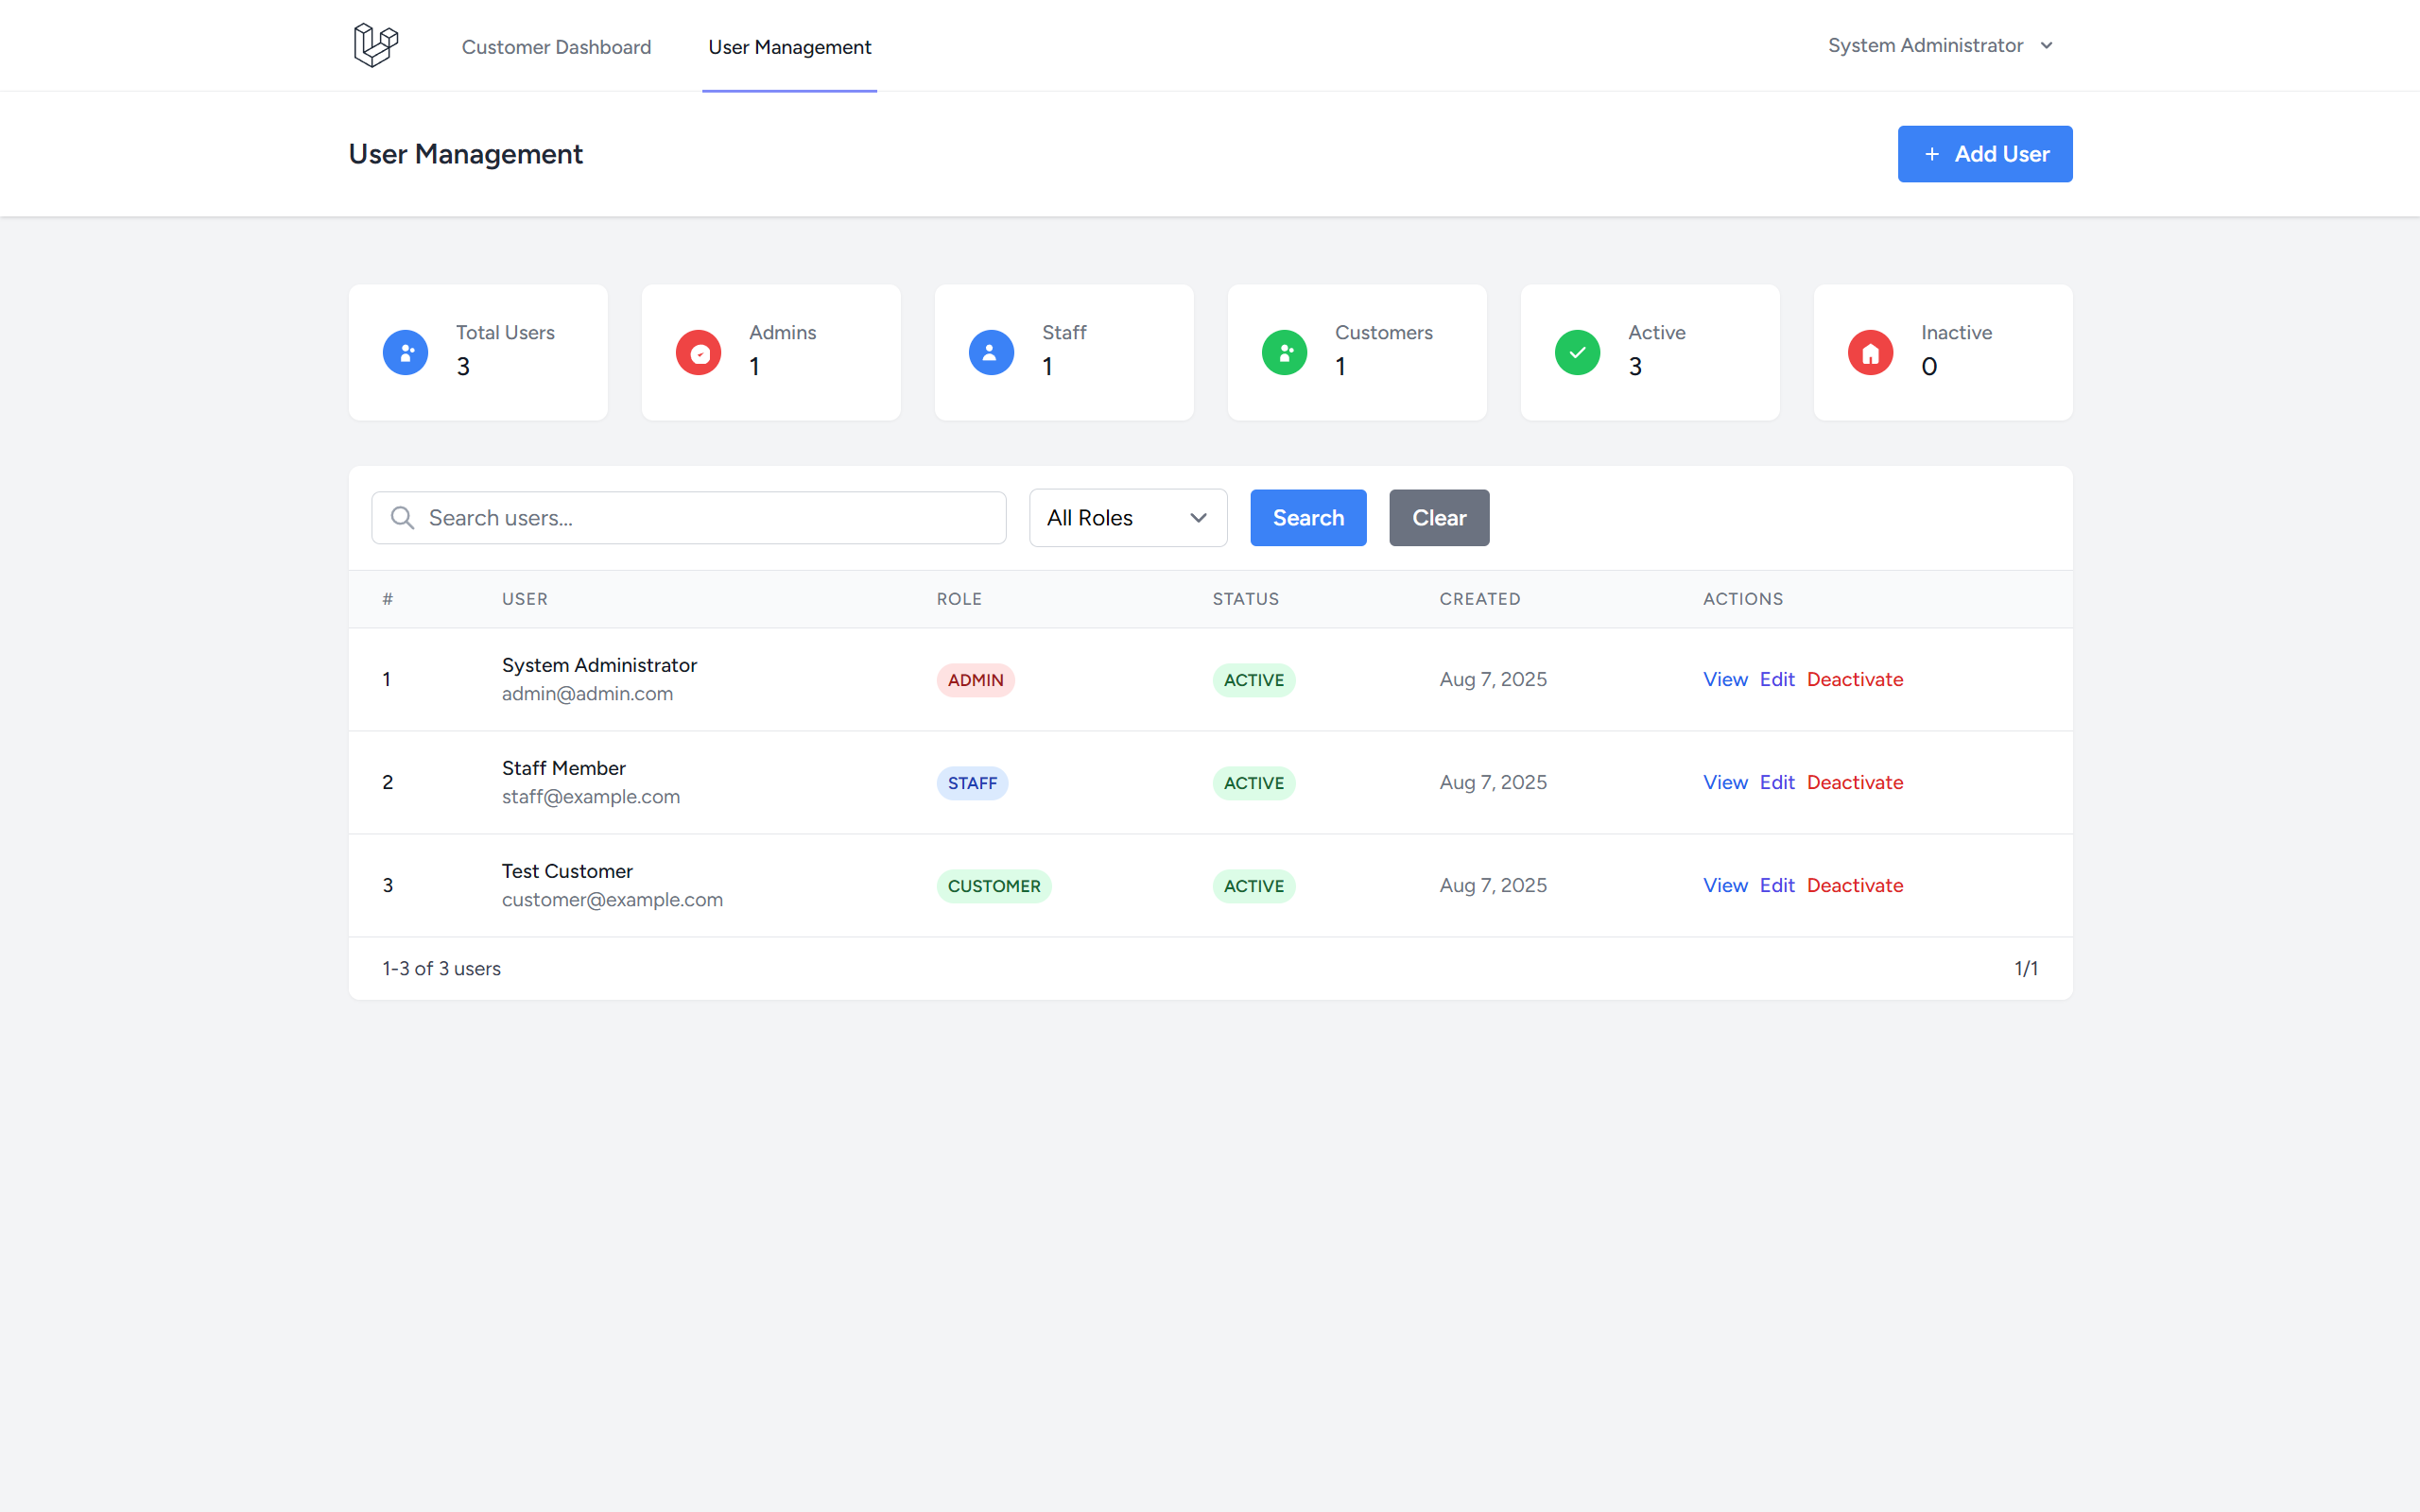 Customer Dashboard
User Management
System Administrator
User Management
+ Add User
Total Users
3
Admins
1
Staff
1
Customers
1
Active
3
Inactive
0
Search users...
All Roles
Search
Clear
# USER ROLE STATUS CREATED ACTIONS
1 System Administrator ADMIN ACTIVE Aug 7, 2025 View Edit Deactivate
admin@admin.com
2 Staff Member STAFF ACTIVE Aug 7, 2025 View Edit Deactivate
staff@example.com
3 Test Customer CUSTOMER ACTIVE Aug 7, 2025 View Edit Deactivate
customer@example.com
1-3 of 3 users 1/1